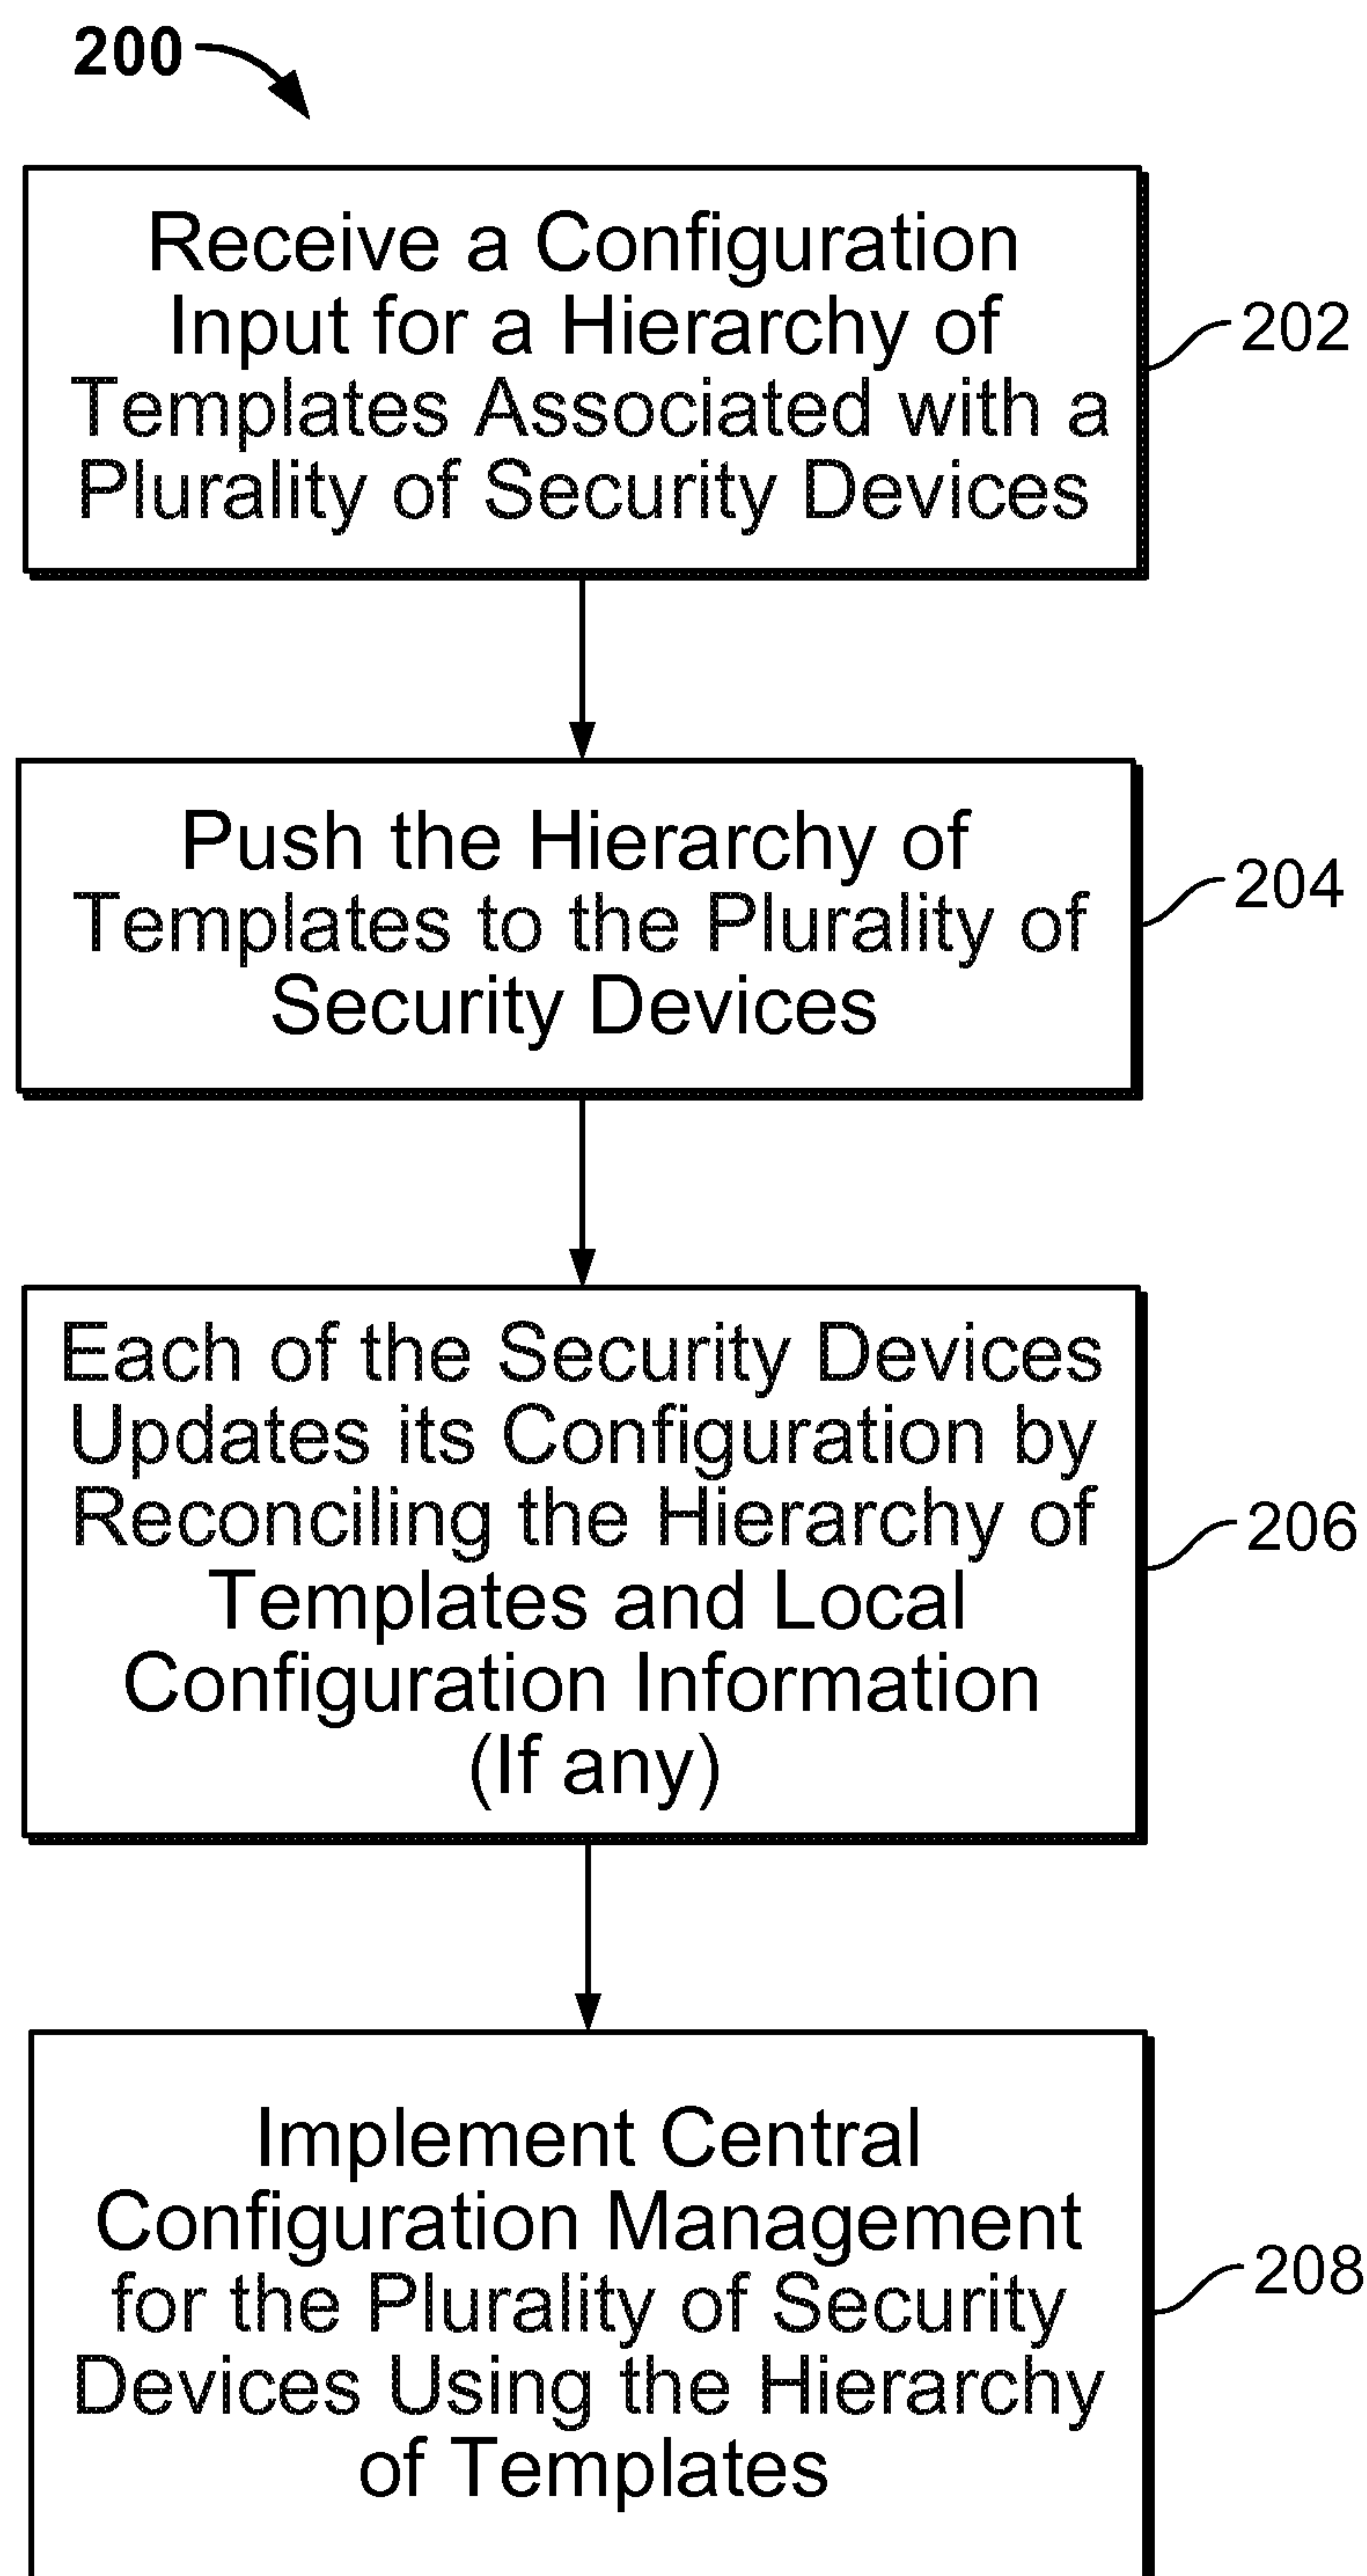 200
Receive a Configuration
Input for a Hierarchy of
Templates Associated with a
Plurality of Security Devices
202
Push the Hierarchy of
Templates to the Plurality of
Security Devices
204
Each of the Security Devices
Updates its Configuration by
Reconciling the Hierarchy of
Templates and Local
Configuration Information
(If any)
206
Implement Central
Configuration Management
for the Plurality of Security
Devices Using the Hierarchy
of Templates
208